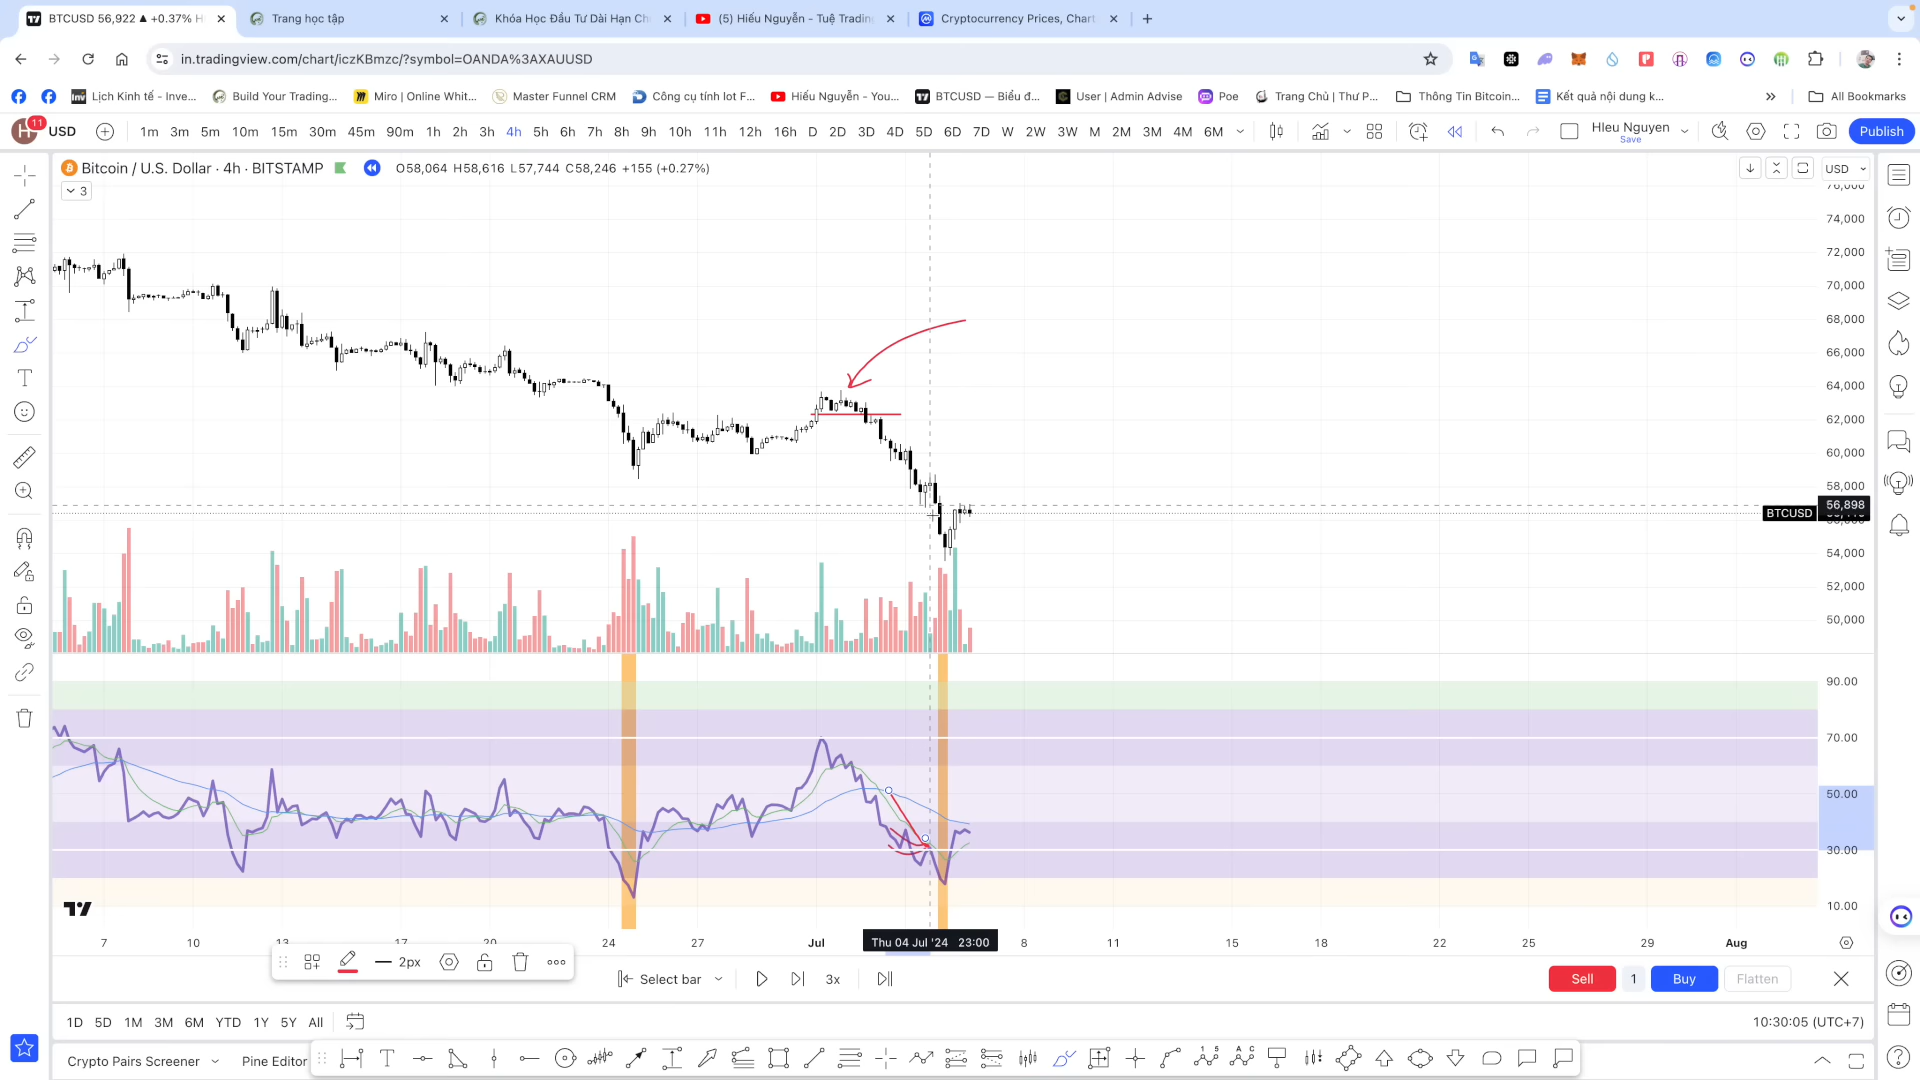 BTCUSD 56,922 ▲ +0.37% H
Trang học tập
Khóa Học Đầu Tư Dài Hạn Ch
(5) Hiếu Nguyễn - Tuệ Trading
Cryptocurrency Prices, Chart
in.tradingview.com/chart/iczKBmzc/?symbol=OANDA%3AXAUUSD
Lịch Kinh tế - Inve...
Build Your Trading...
Miro | Online Whit...
Master Funnel CRM
Công cụ tính lot F...
Hiếu Nguyễn - You...
BTCUSD — Biểu đ...
User | Admin Advise
Poe
Trang Chủ | Thư P...
Thông Tin Bitcoin...
Kết quả nội dung k...
All Bookmarks
H 11 USD 1m 3m 5m 10m 15m 30m 45m 90m 1h 2h 3h 4h 5h 6h 7h 8h 9h 10h 11h 12h 16h D 2D 3D 4D 5D 6D 7D W 2W 3W M 2M 3M 4M 6M
HIeu Nguyen
Save
Publish
Bitcoin / U.S. Dollar · 4h · BITSTAMP
O58,064 H58,616 L57,744 C58,246 +155 (+0.27%)
3
USD
76,000
74,000
72,000
70,000
68,000
66,000
64,000
62,000
60,000
58,000
56,898
BTCUSD
54,000
52,000
50,000
90.00
70.00
50.00
30.00
10.00
7 10 13 17 20 24 27 Jul Thu 04 Jul '24 23:00 8 11 15 18 22 25 29 Aug
2px
Select bar
3x
Sell 1 Buy Flatten
1D 5D 1M 3M 6M YTD 1Y 5Y All
10:30:05 (UTC+7)
Crypto Pairs Screener
Pine Editor